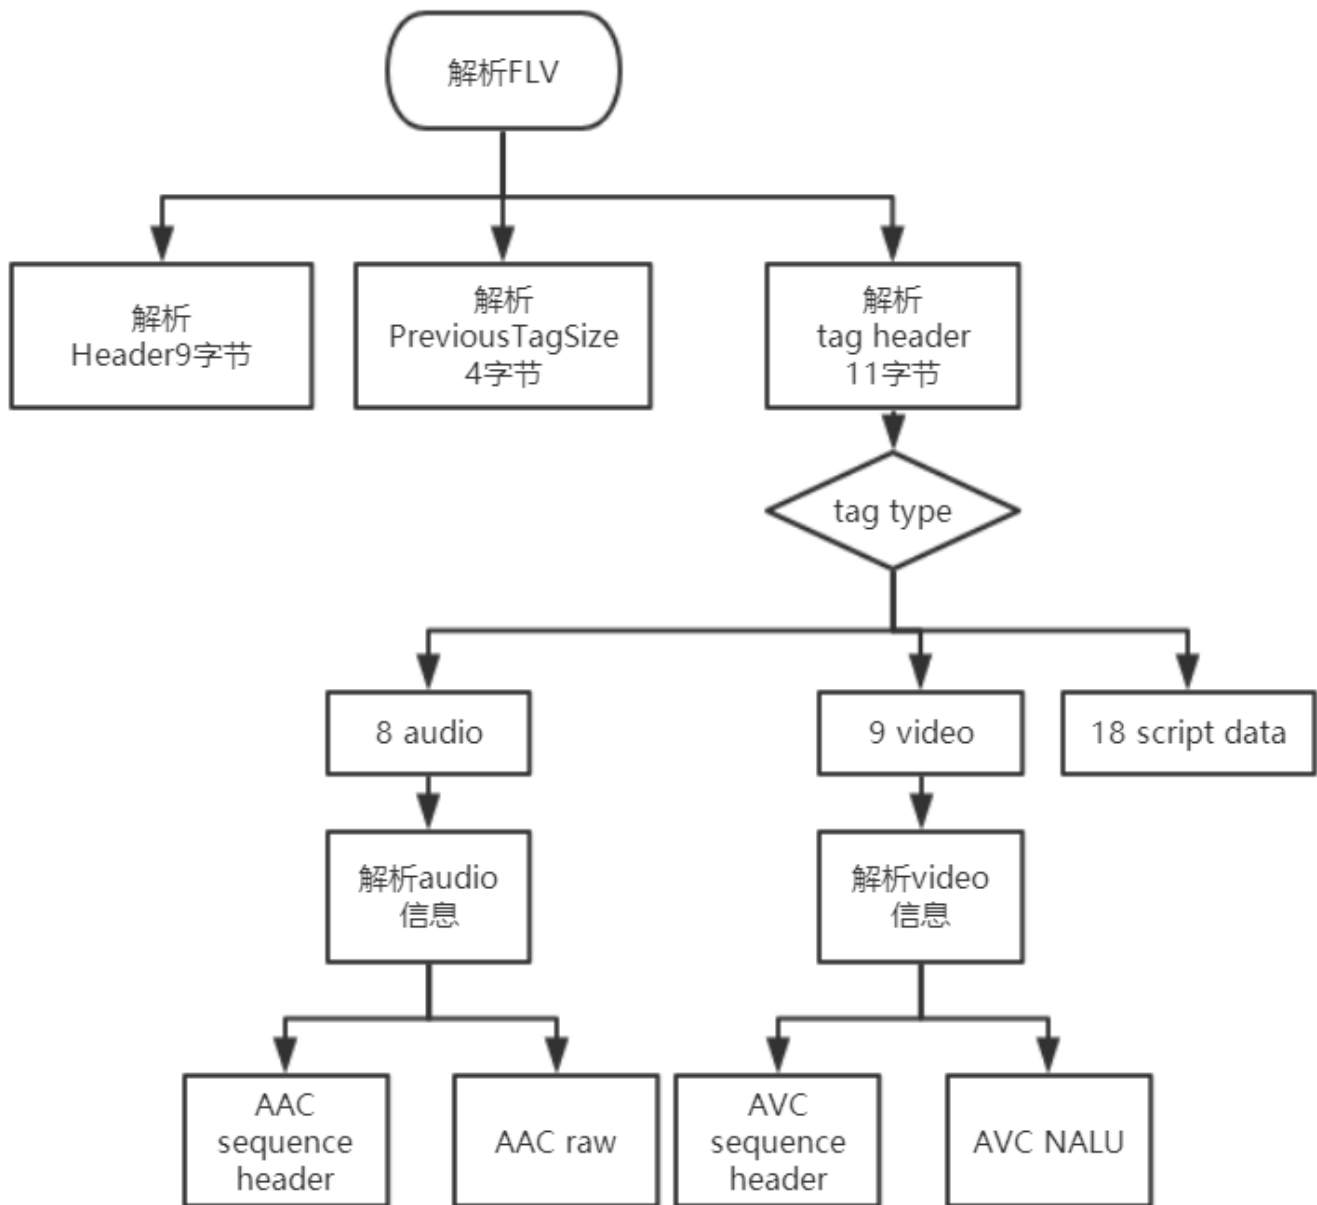 解析FLV
解析
Header9字节
解析
PreviousTagSize
4字节
解析
tag header
11字节
tag type
8 audio
9 video
18 script data
解析audio
信息
解析video
信息
AAC
sequence
header
AAC raw
AVC
sequence
header
AVC NALU